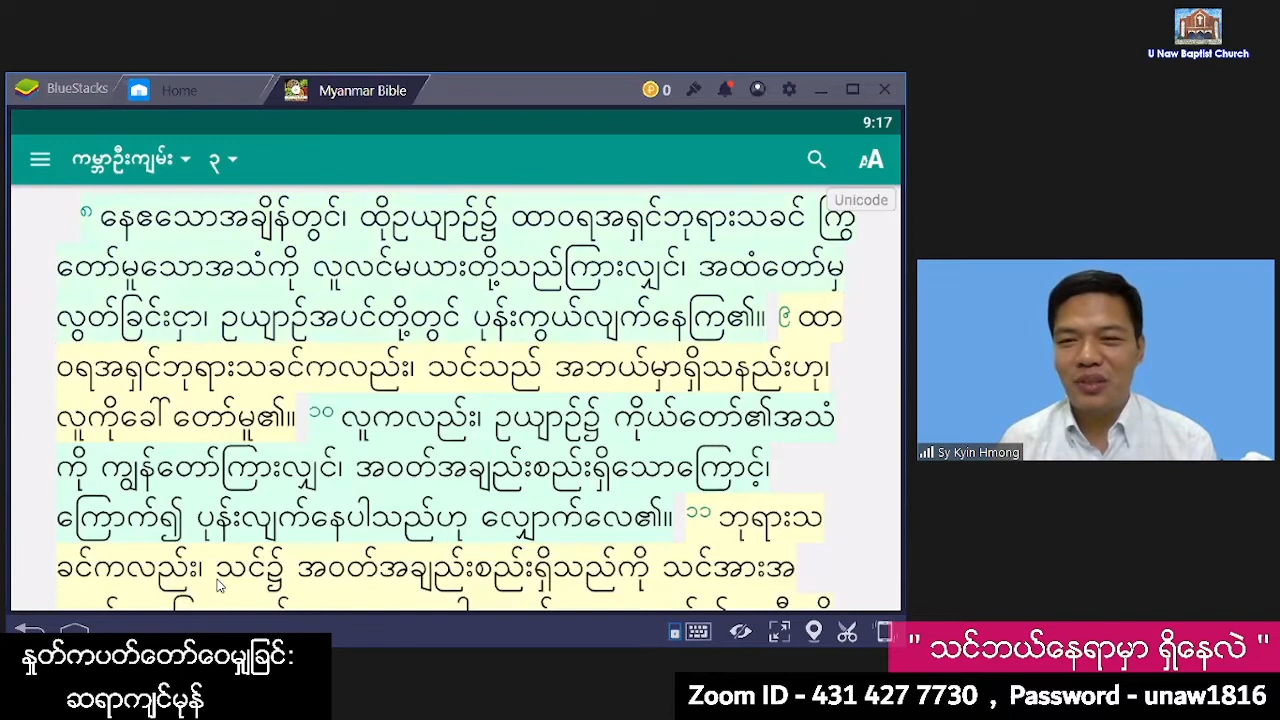 U Naw Baptist Church
BlueStacks
Home
Myanmar Bible
0
9:17
ကမ္ဘာဦးကျမ်း ၃
AA
Unicode
၈ နေဧသောအချိန်တွင်၊ ထိုဥယျာဉ်၌ ထာဝရအရှင်ဘုရားသခင် ကြွ
တော်မူသောအသံကို လူလင်မယားတို့သည်ကြားလျှင်၊ အထံတော်မှ
လွတ်ခြင်းငှာ၊ ဥယျာဉ်အပင်တို့တွင် ပုန်းကွယ်လျက်နေကြ၏။ ၉ ထာ
ဝရအရှင်ဘုရားသခင်ကလည်း၊ သင်သည် အဘယ်မှာရှိသနည်းဟု၊
လူကိုခေါ် တော်မူ၏။ ၁၀ လူကလည်း၊ ဥယျာဉ်၌ ကိုယ်တော်၏အသံ
ကို ကျွန်တော်ကြားလျှင်၊ အဝတ်အချည်းစည်းရှိသောကြောင့်၊
ကြောက်၍ ပုန်းလျက်နေပါသည်ဟု လျှောက်လေ၏။ ၁၁ ဘုရားသ
ခင်ကလည်း၊ သင်၌ အဝတ်အချည်းစည်းရှိသည်ကို သင်အားအ
Sy Kyin Hmong
နှုတ်ကပတ်တော်ဝေမျှခြင်း:
ဆရာကျင်မုန်
" သင်ဘယ်နေရာမှာ ရှိနေလဲ "
Zoom ID - 431 427 7730 , Password - unaw1816